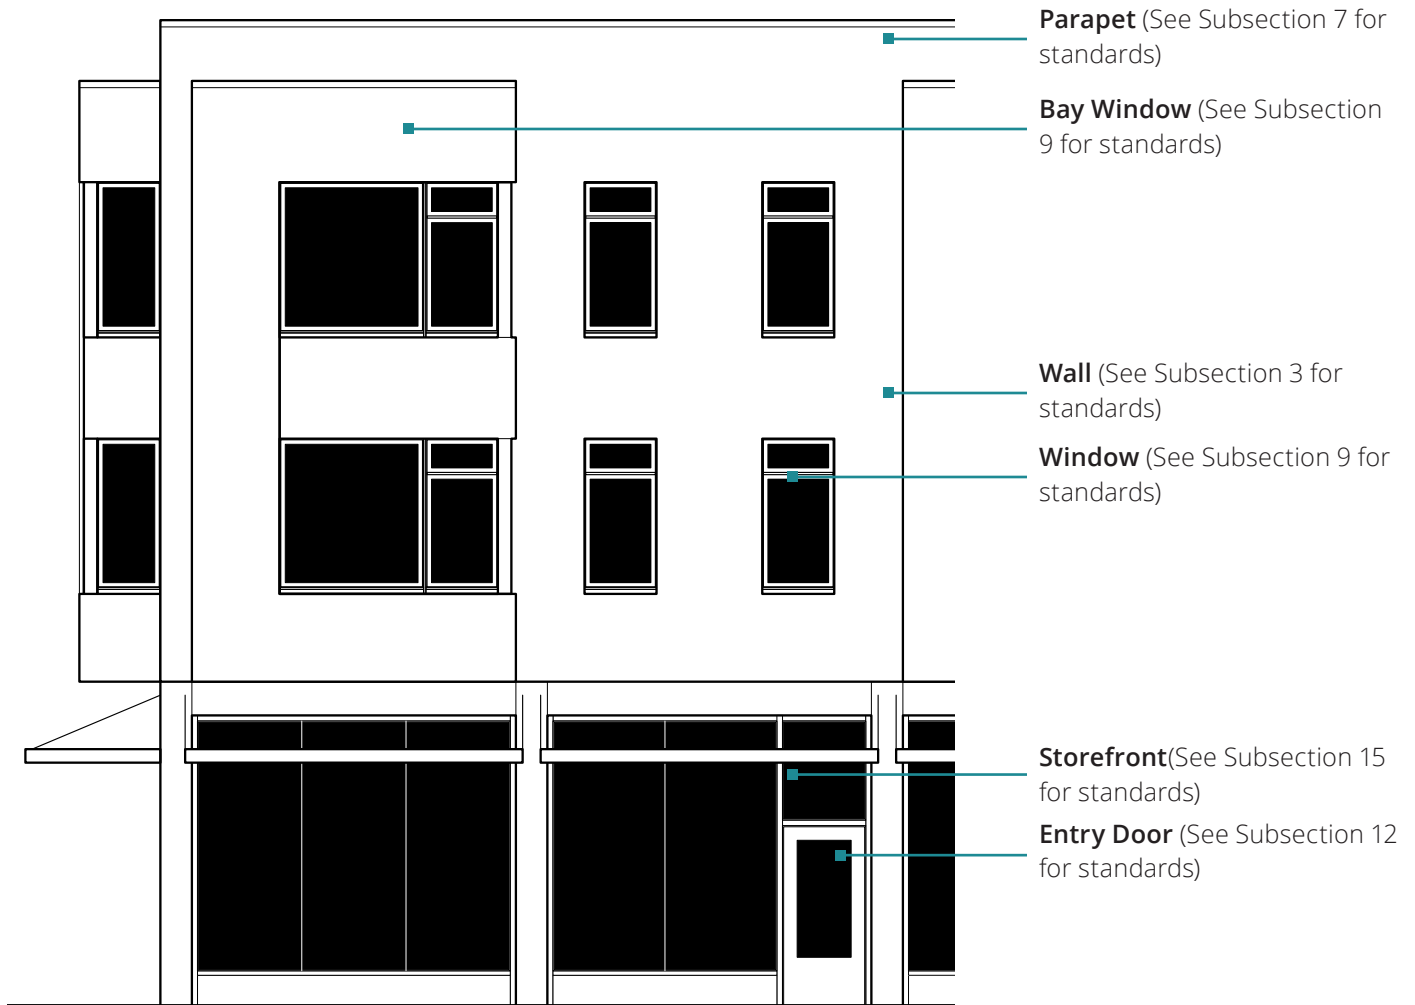 Parapet (See Subsection 7 for
standards)
Bay Window (See Subsection
9 for standards)
Wall (See Subsection 3 for
standards)
Window (See Subsection 9 for
standards)
Storefront(See Subsection 15
for standards)
Entry Door (See Subsection 12
for standards)